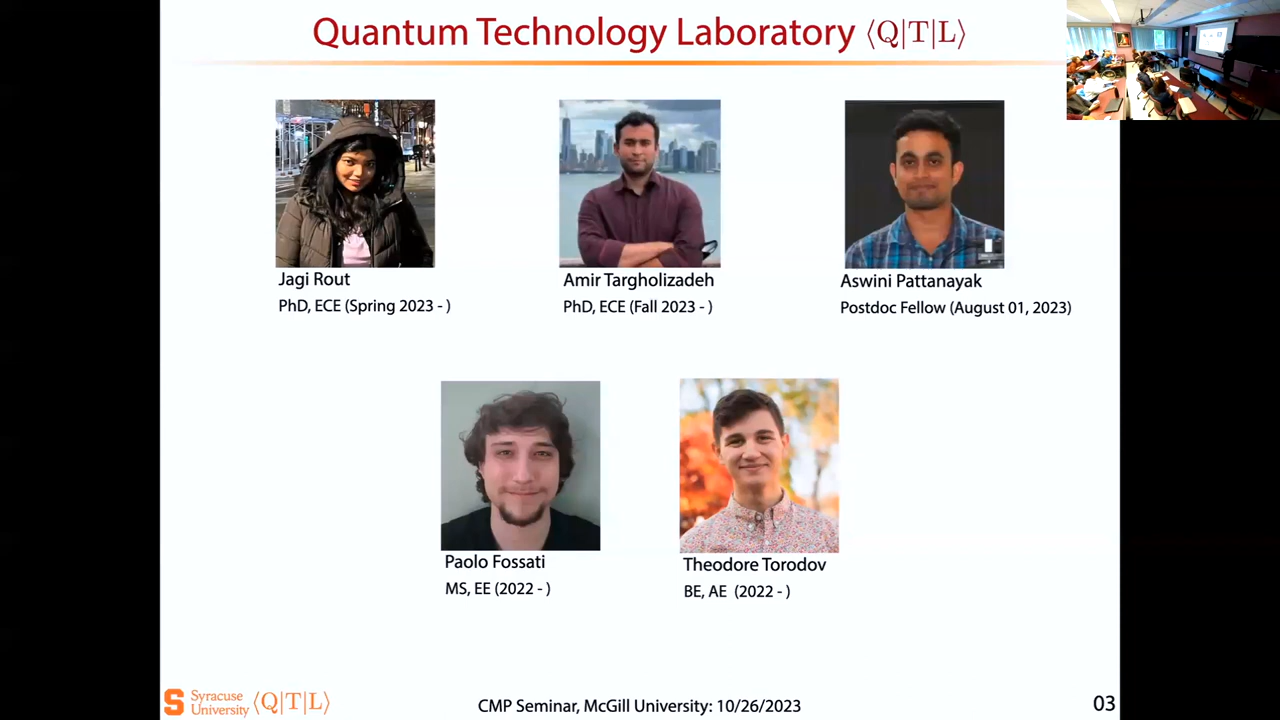 Quantum Technology Laboratory ⟨Q|T|L⟩
Jagi Rout
PhD, ECE (Spring 2023 - )
Amir Targholizadeh
PhD, ECE (Fall 2023 - )
Aswini Pattanayak
Postdoc Fellow (August 01, 2023)
Paolo Fossati
MS, EE (2022 - )
Theodore Torodov
BE, AE (2022 - )
S Syracuse University ⟨Q|T|L⟩
CMP Seminar, McGill University: 10/26/2023
03